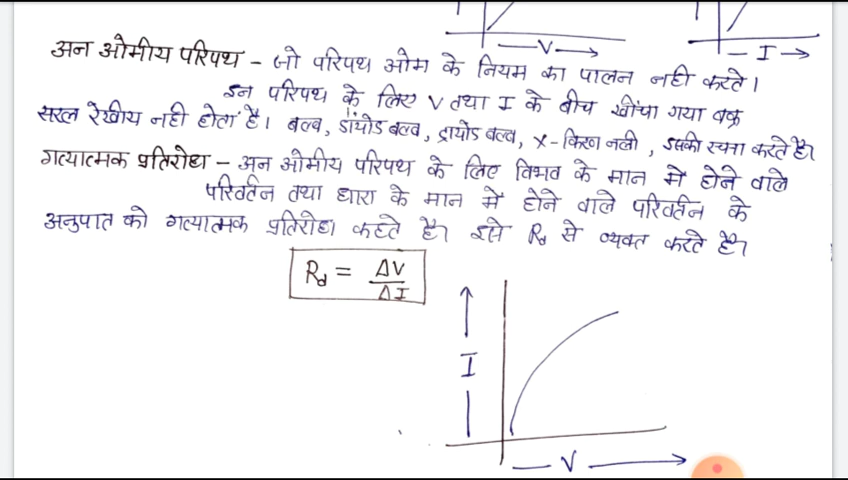 V
I
अन ओमीय परिपथ - जो परिपथ ओम के नियम का पालन नही करते।
इन परिपथ के लिए V तथा I के बीच खींचा गया वक्र
सरल रेखीय नही होता है। बल्ब, डॉयोड बल्ब, ट्रायोड बल्ब, X-किरण नली, इसकी रचना करते है।
गत्यात्मक प्रतिरोध - अन ओमीय परिपथ के लिए विभव के मान में होने वाले
परिवर्तन तथा धारा के मान में होने वाले परिवर्तन के
अनुपात को गत्यात्मक प्रतिरोध कहते है। इसे Rd से व्यक्त करते है।
Rd = ΔV/ΔI
I
V